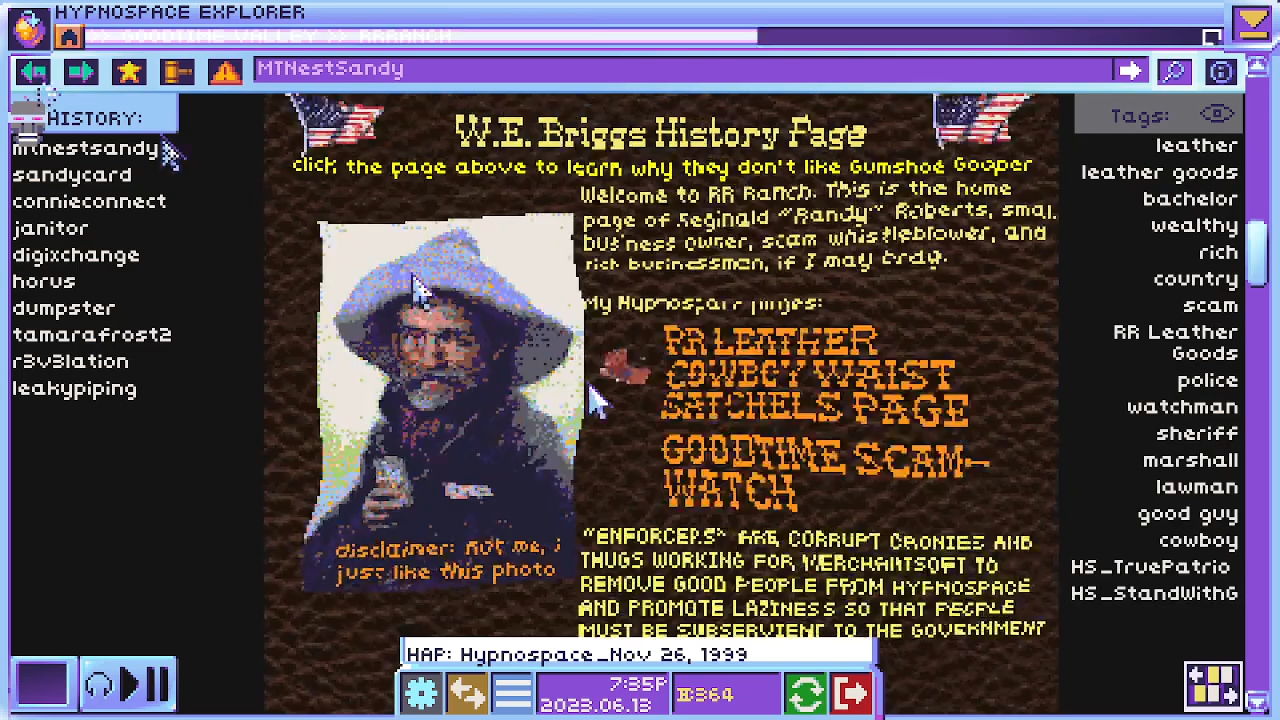 HYPNOSPACE EXPLORER
>> GOODTIME VALLEY >> RRRANCH
MTNestSandy
HISTORY:
mtnestsandy
sandycard
connieconnect
janitor
digixchange
horus
dumpster
tamarafrost2
r3v3lation
leakypiping
W.E. Briggs History Page
click the page above to learn why they don't like Gumshoe Gooper
Welcome to RR Ranch. This is the home
page of Reginald "Randy" Roberts, smal
business owner, scam whistleblower, and
rich businessman, if I may brag.
My Hypnospace pages:
RR LEATHER
COWBOY WAIST
SATCHELS PAGE
GOODTIME SCAM-
WATCH
disclaimer: not me, i
just like this photo
"ENFORCERS" ARE CORRUPT CRONIES AND
THUGS WORKING FOR MERCHANTSOFT TO
REMOVE GOOD PEOPLE FROM HYPNOSPACE
AND PROMOTE LAZINESS SO THAT PEOPLE
MUST BE SUBSERVIENT TO THE GOVERNMENT
Tags:
leather
leather goods
bachelor
wealthy
rich
country
scam
RR Leather
Goods
police
watchman
sheriff
marshall
lawman
good guy
cowboy
HS_TruePatrio
HS_StandWithG
HAP: Hypnospace_Nov 26, 1999
7:35P
2023.06.13
364